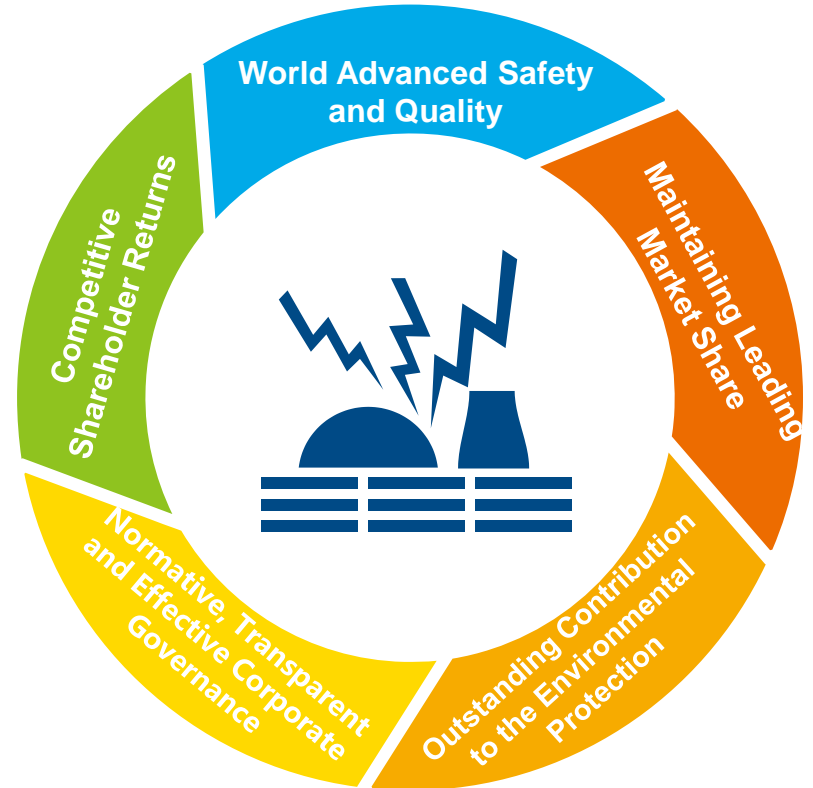 World Advanced Safety
and Quality
Maintaining Leading
Market Share
Outstanding Contribution
to the Environmental
Protection
Normative, Transparent
and Effective Corporate
Governance
Competitive
Shareholder Returns